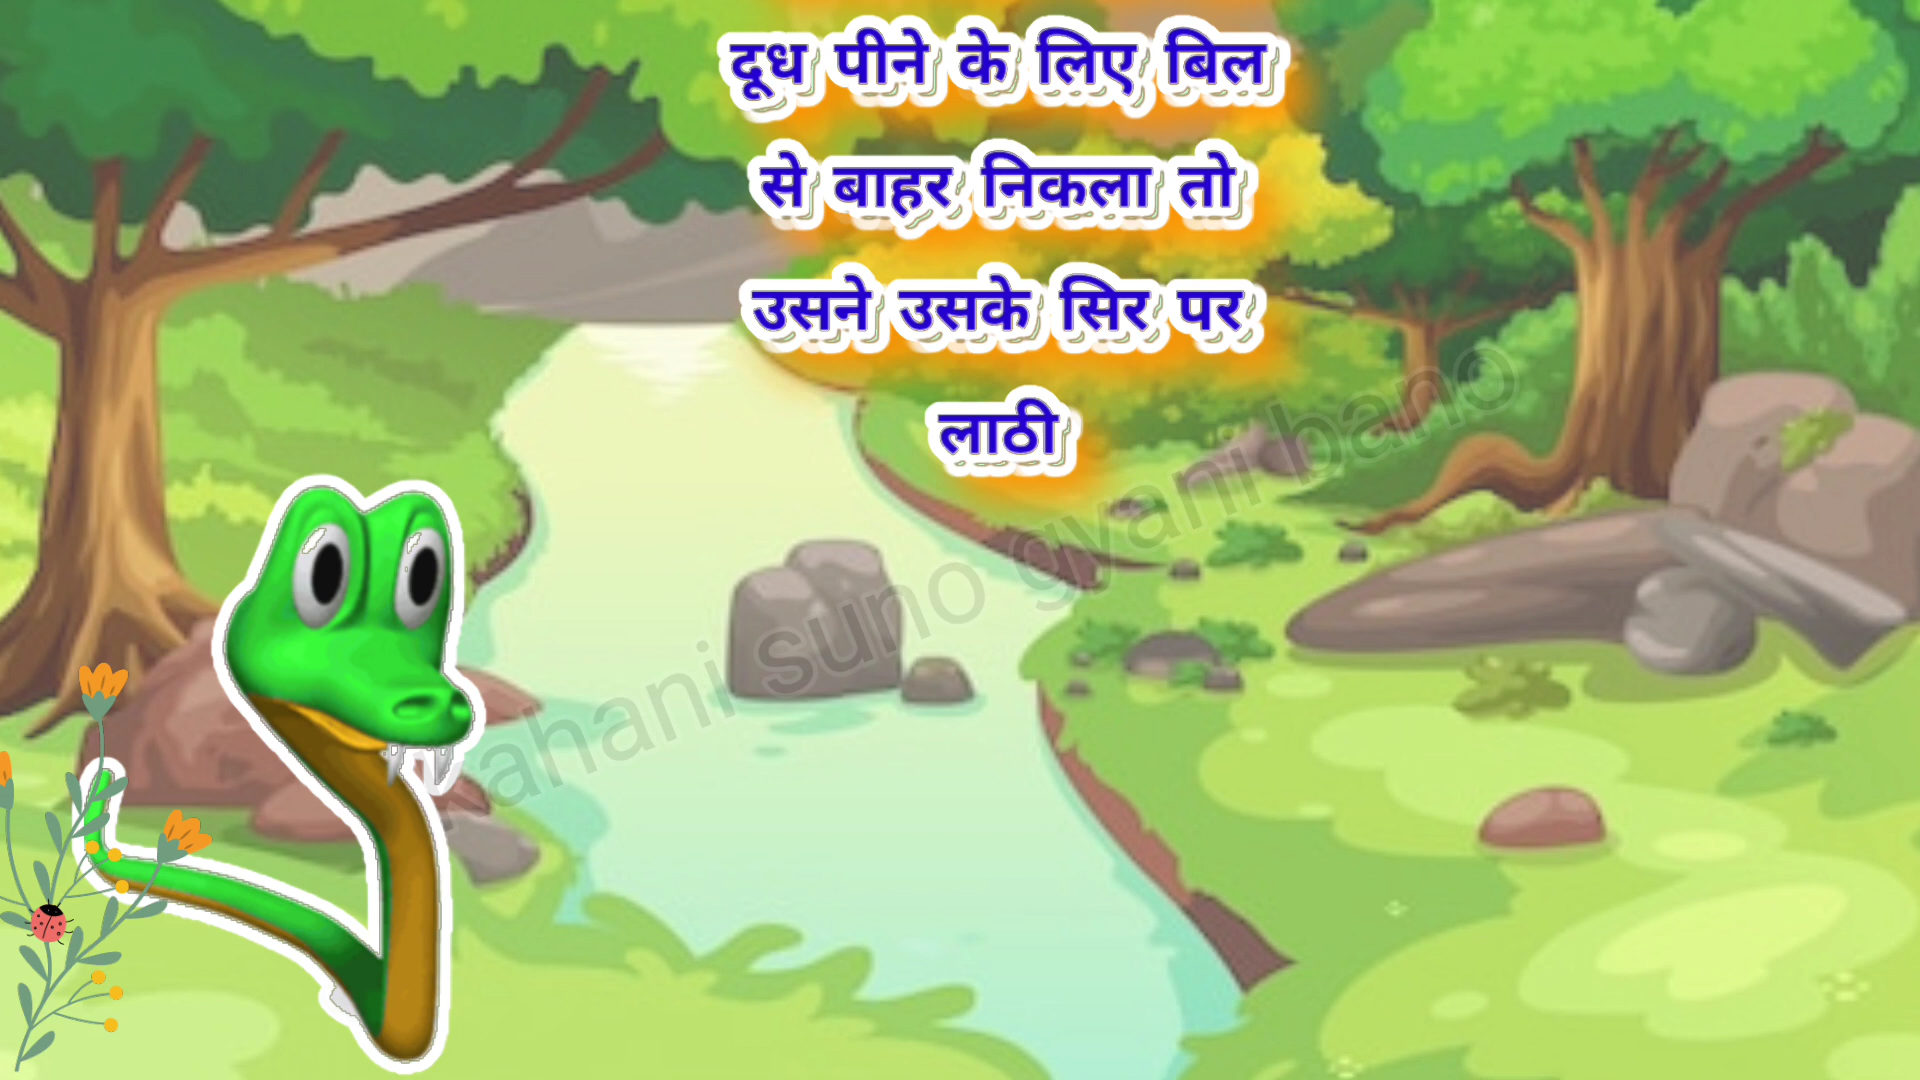 दूध पीने के लिए बिल
से बाहर निकला तो
उसने उसके सिर पर
लाठी
kahani suno gyani bano